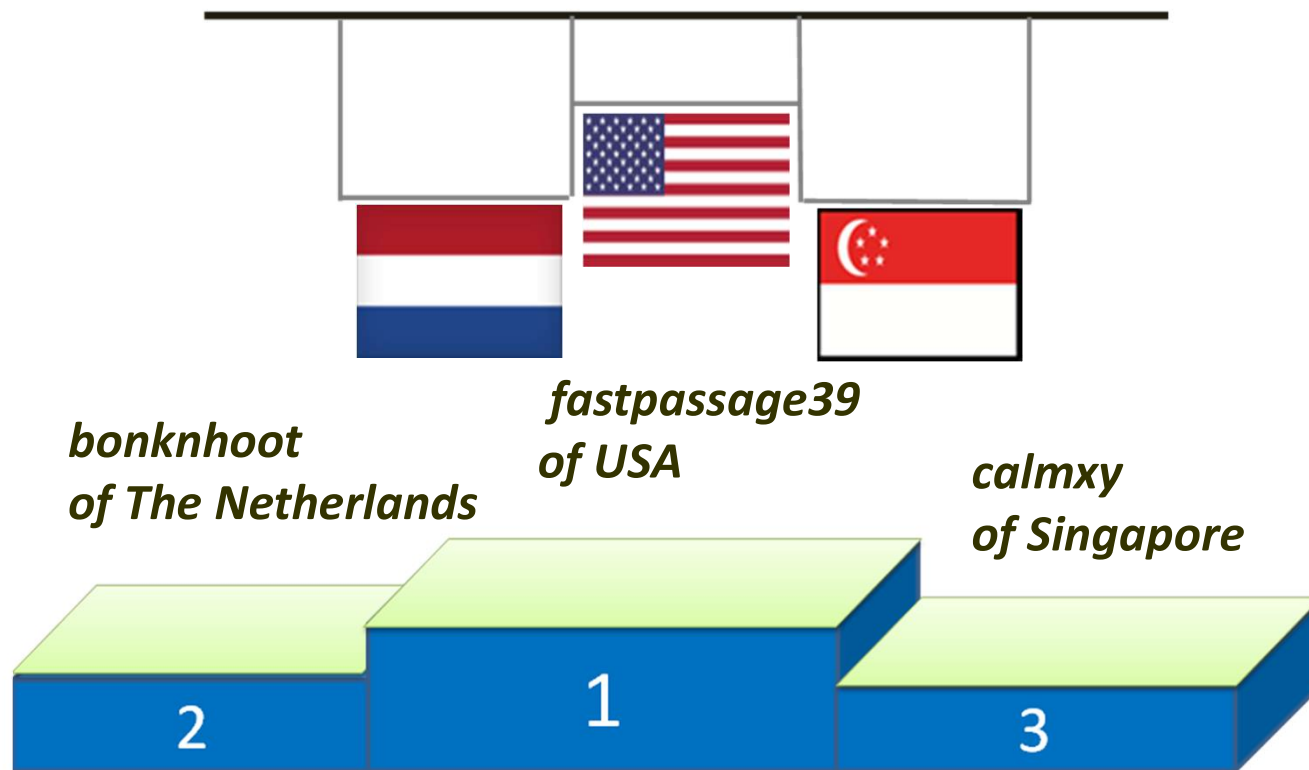 fastpassage39
of USA
bonknhoot
of The Netherlands
calmxy
of Singapore
2
1
3